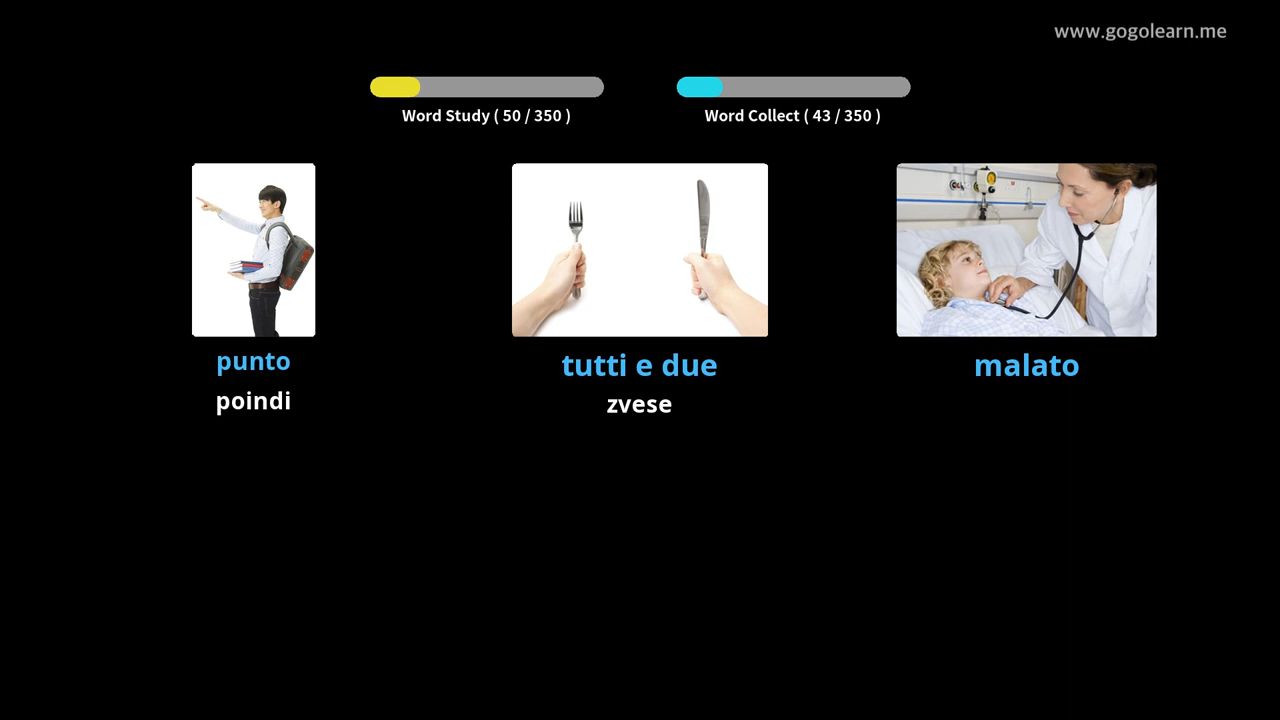 www.gogolearn.me
Word Study ( 50 / 350 )
Word Collect ( 43 / 350 )
punto
poindi
tutti e due
zvese
malato